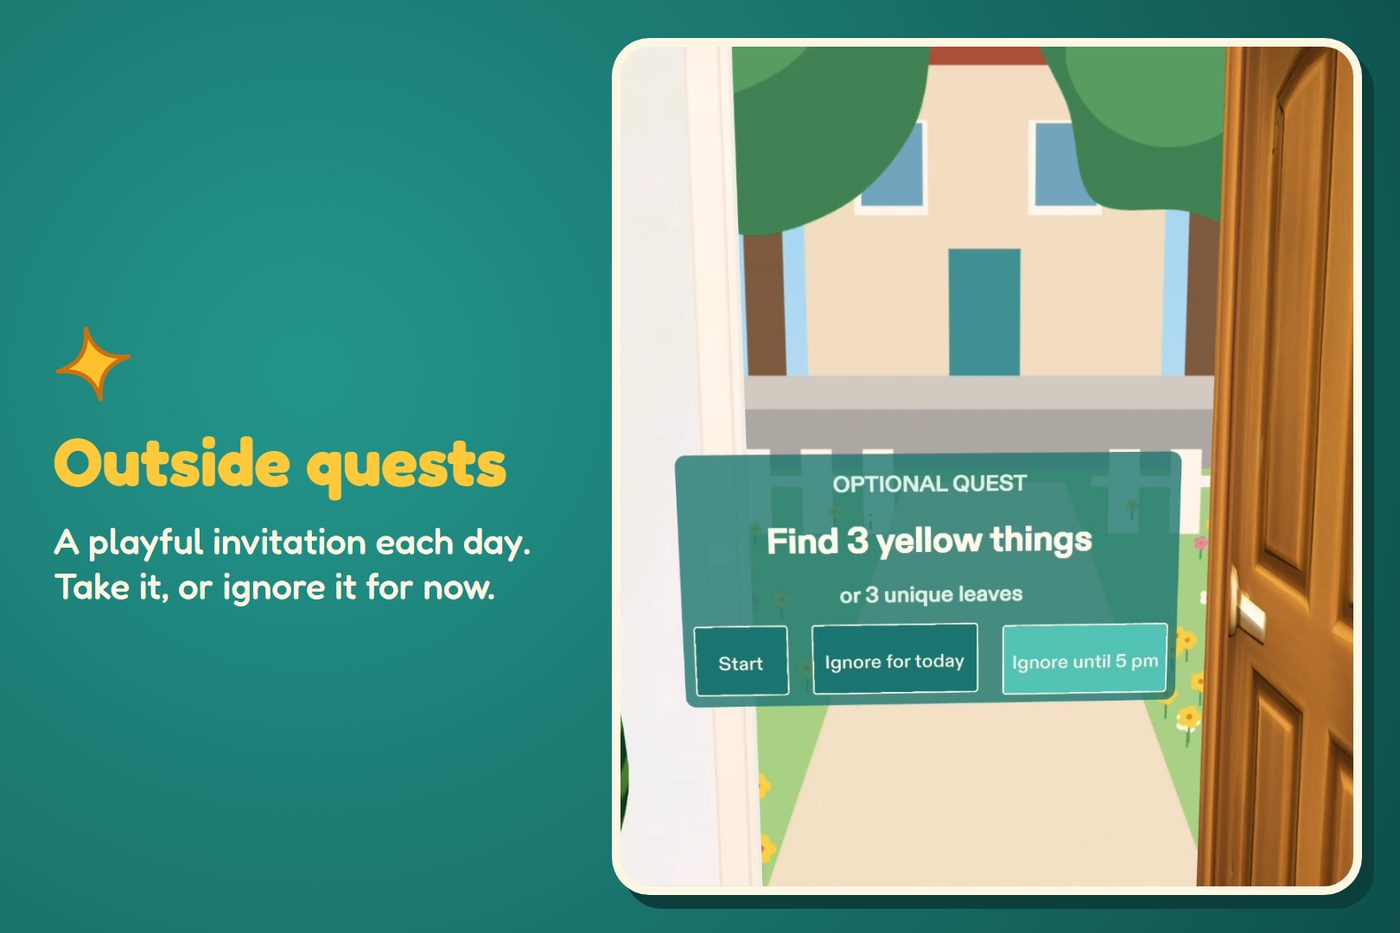 Outside quests
A playful invitation each day.
Take it, or ignore it for now.
OPTIONAL QUEST
Find 3 yellow things
or 3 unique leaves
Start
Ignore for today
Ignore until 5 pm